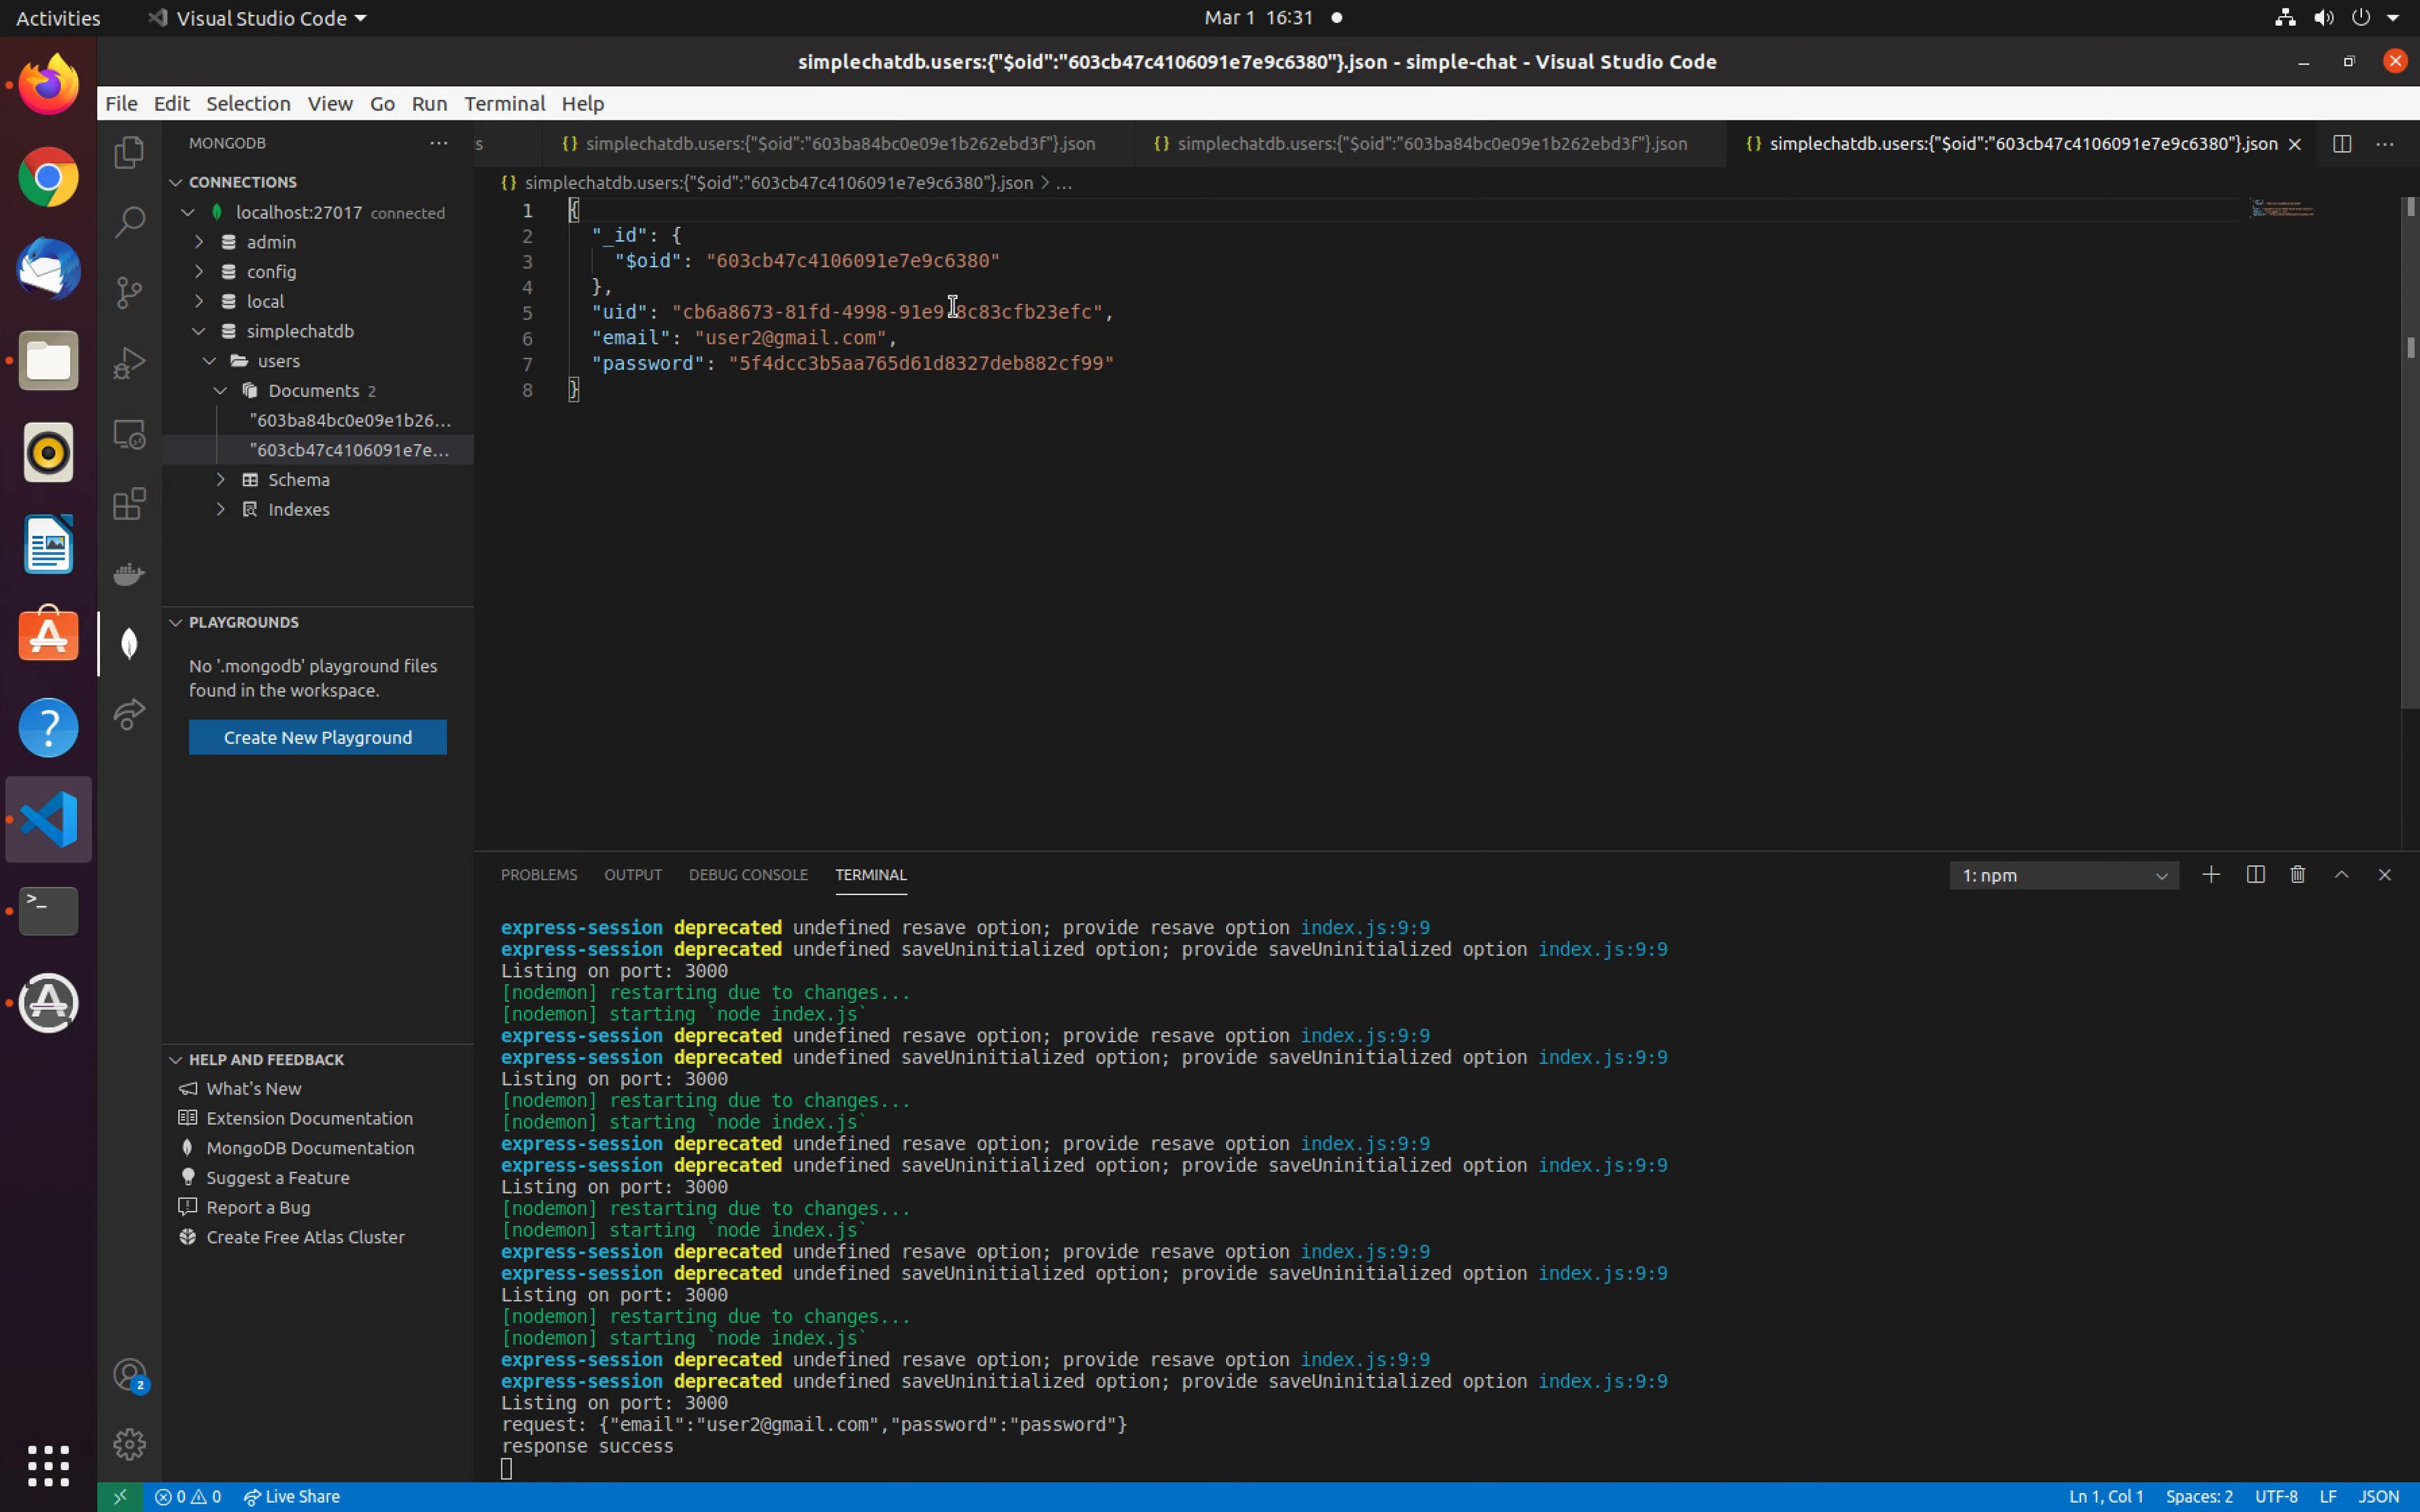 Activities
Visual Studio Code
Mar 1 16:31
simplechatdb.users:{"$oid":"603cb47c4106091e7e9c6380"}.json - simple-chat - Visual Studio Code
File Edit Selection View Go Run Terminal Help
MONGODB
CONNECTIONS
localhost:27017 connected
admin
config
local
simplechatdb
users
Documents 2
"603ba84bc0e09e1b26...
"603cb47c4106091e7e...
Schema
Indexes
PLAYGROUNDS
No '.mongodb' playground files
found in the workspace.
Create New Playground
HELP AND FEEDBACK
What's New
Extension Documentation
MongoDB Documentation
Suggest a Feature
Report a Bug
Create Free Atlas Cluster
s
{} simplechatdb.users:{"$oid":"603ba84bc0e09e1b262ebd3f"}.json
{} simplechatdb.users:{"$oid":"603ba84bc0e09e1b262ebd3f"}.json
{} simplechatdb.users:{"$oid":"603cb47c4106091e7e9c6380"}.json
{} simplechatdb.users:{"$oid":"603cb47c4106091e7e9c6380"}.json > ...
1 {
2 "_id": {
3 "$oid": "603cb47c4106091e7e9c6380"
4 },
5 "uid": "cb6a8673-81fd-4998-91e9-8c83cfb23efc",
6 "email": "user2@gmail.com",
7 "password": "5f4dcc3b5aa765d61d8327deb882cf99"
8 }
PROBLEMS OUTPUT DEBUG CONSOLE TERMINAL
1: npm
express-session deprecated undefined resave option; provide resave option index.js:9:9
express-session deprecated undefined saveUninitialized option; provide saveUninitialized option index.js:9:9
Listing on port: 3000
[nodemon] restarting due to changes...
[nodemon] starting `node index.js`
express-session deprecated undefined resave option; provide resave option index.js:9:9
express-session deprecated undefined saveUninitialized option; provide saveUninitialized option index.js:9:9
Listing on port: 3000
[nodemon] restarting due to changes...
[nodemon] starting `node index.js`
express-session deprecated undefined resave option; provide resave option index.js:9:9
express-session deprecated undefined saveUninitialized option; provide saveUninitialized option index.js:9:9
Listing on port: 3000
[nodemon] restarting due to changes...
[nodemon] starting `node index.js`
express-session deprecated undefined resave option; provide resave option index.js:9:9
express-session deprecated undefined saveUninitialized option; provide saveUninitialized option index.js:9:9
Listing on port: 3000
[nodemon] restarting due to changes...
[nodemon] starting `node index.js`
express-session deprecated undefined resave option; provide resave option index.js:9:9
express-session deprecated undefined saveUninitialized option; provide saveUninitialized option index.js:9:9
Listing on port: 3000
request: {"email":"user2@gmail.com","password":"password"}
response success
2
0 0 Live Share
Ln 1, Col 1 Spaces: 2 UTF-8 LF JSON